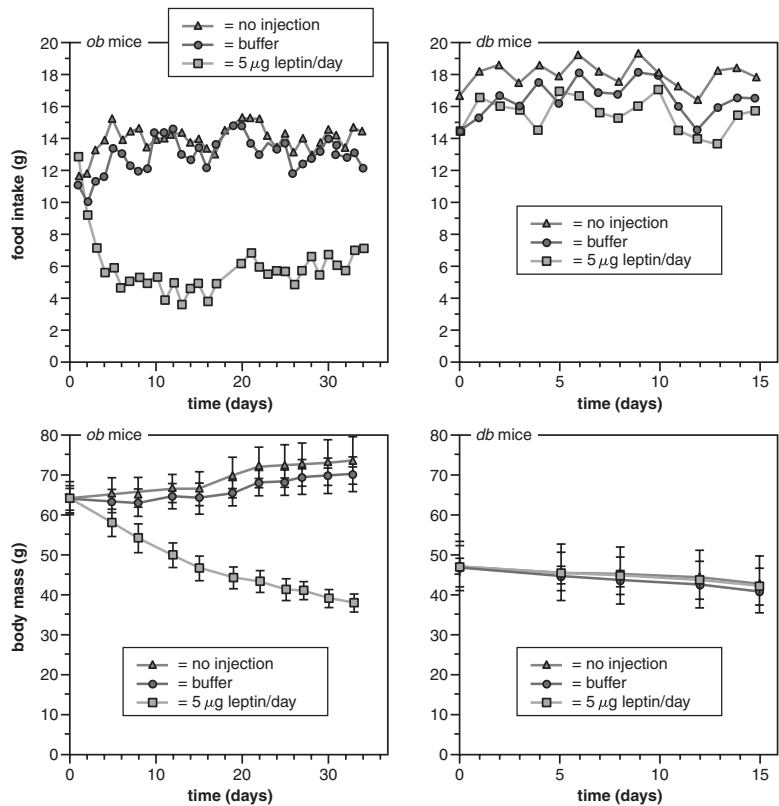 ob mice
= no injection
= buffer
= 5 μg leptin/day
food intake (g)
20
18
16
14
12
10
8
6
4
2
0
0 10 20 30
time (days)
db mice
20
18
16
14
12
10
8
6
4
2
0
= no injection
= buffer
= 5 μg leptin/day
0 5 10 15
time (days)
ob mice
body mass (g)
80
70
60
50
40
30
20
10
0
= no injection
= buffer
= 5 μg leptin/day
0 10 20 30
time (days)
db mice
80
70
60
50
40
30
20
10
0
= no injection
= buffer
= 5 μg leptin/day
0 5 10 15
time (days)